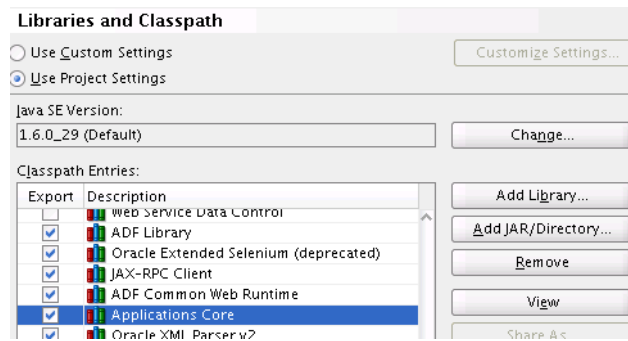 Libraries and Classpath
Use Custom Settings
Customize Settings...
Use Project Settings
Java SE Version:
1.6.0_29 (Default)
Change...
Classpath Entries:
Export Description
Add Library...
Web Service Data Control
ADF Library
Add JAR/Directory...
Oracle Extended Selenium (deprecated)
JAX-RPC Client
Remove
ADF Common Web Runtime
View
Applications Core
Oracle XML Parser v2
Share As...